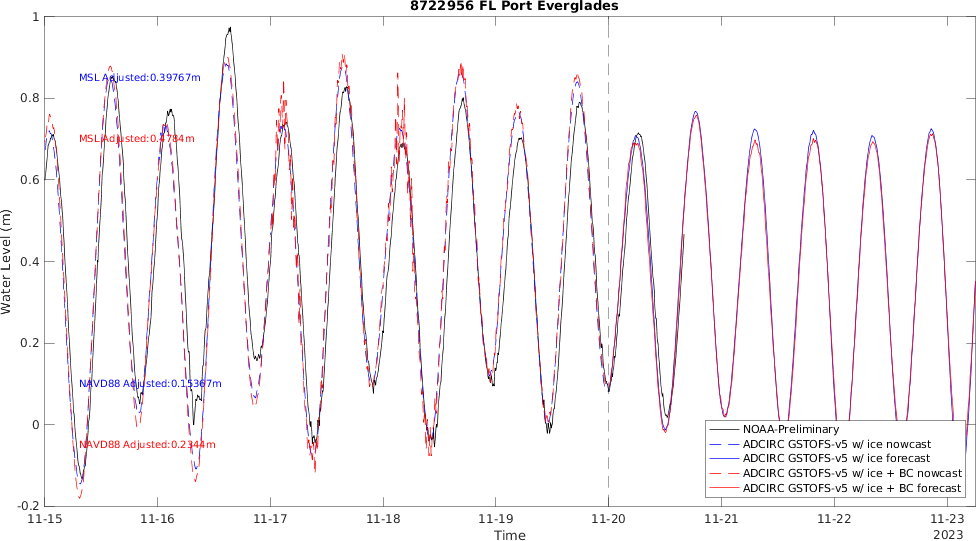 8722956 FL Port Everglades
1
0.8
0.6
0.4
0.2
0
-0.2
Water Level (m)
MSL Adjusted:0.39767m
MSL Adjusted:0.4784m
NAVD88 Adjusted:0.15367m
NAVD88 Adjusted:0.2344m
NOAA-Preliminary
ADCIRC GSTOFS-v5 w/ ice nowcast
ADCIRC GSTOFS-v5 w/ ice forecast
ADCIRC GSTOFS-v5 w/ ice + BC nowcast
ADCIRC GSTOFS-v5 w/ ice + BC forecast
11-15 11-16 11-17 11-18 11-19 11-20 11-21 11-22 11-23
Time
2023